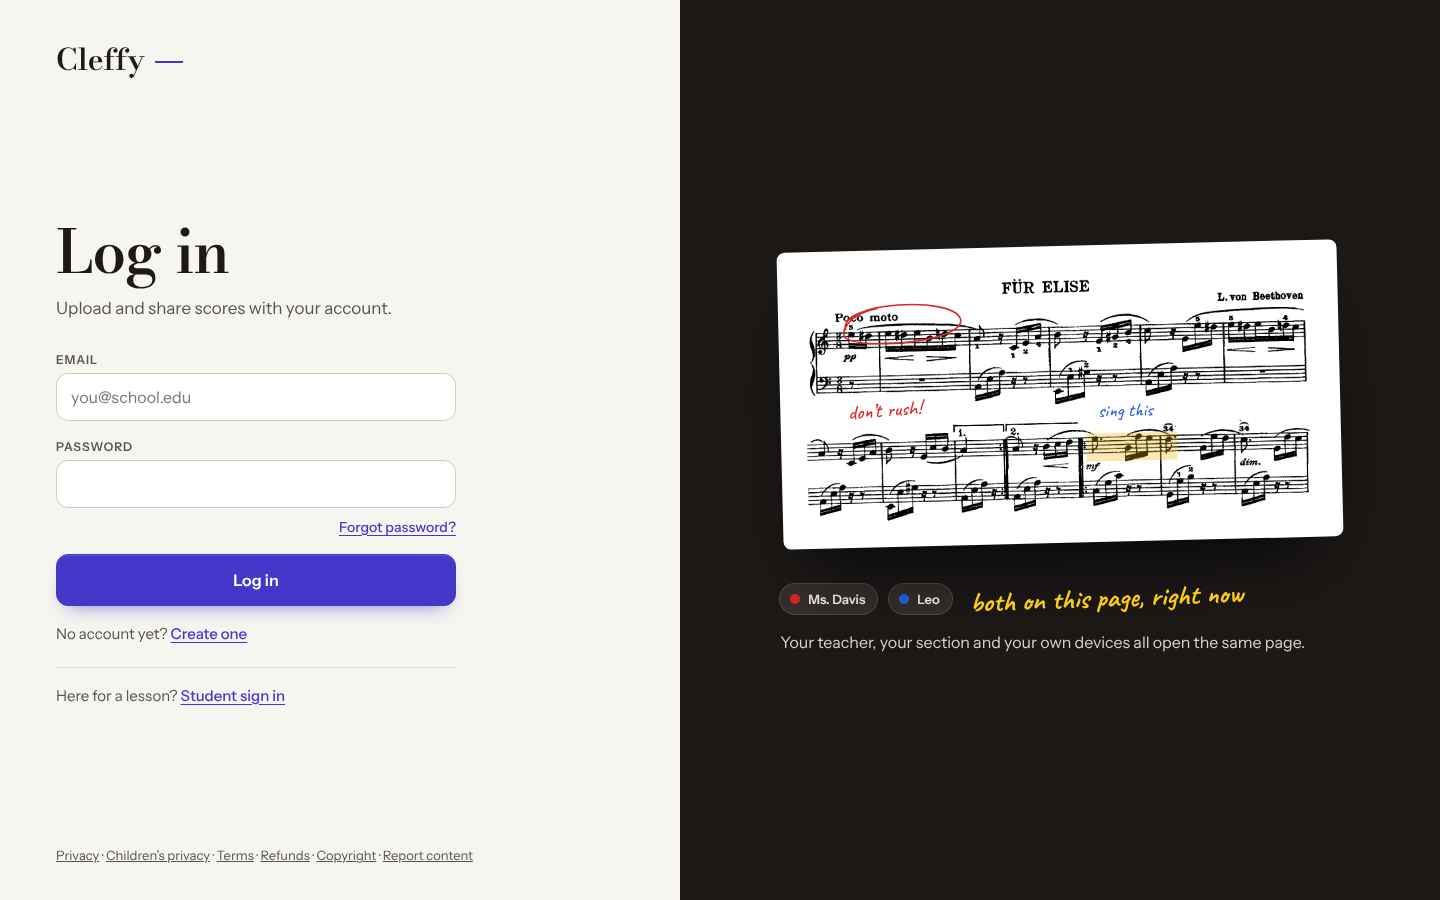 Cleffy
Log in
Upload and share scores with your account.
EMAIL
you@school.edu
PASSWORD
Forgot password?
Log in
No account yet? Create one
Here for a lesson? Student sign in
Privacy · Children's privacy · Terms · Refunds · Copyright · Report content
FÜR ELISE
L. von Beethoven
Poco moto
pp
don't rush!
sing this
1.
2.
mf
dim.
Ms. Davis
Leo
both on this page, right now
Your teacher, your section and your own devices all open the same page.